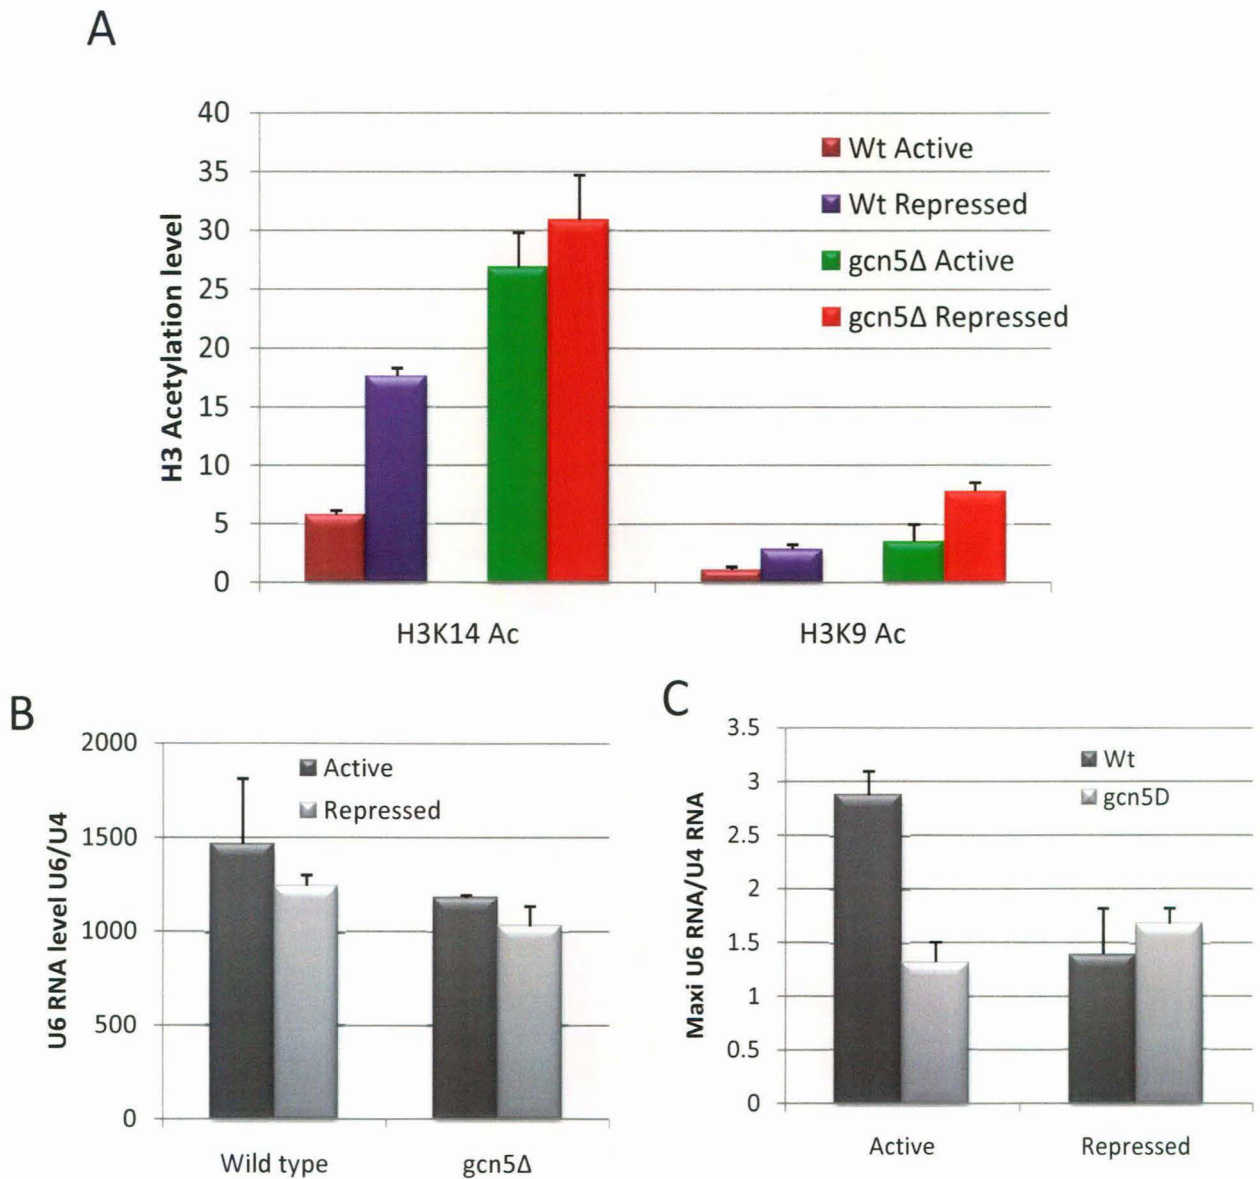 A
40
35
30
25
20
15
10
5
0
H3 Acetylation level
Wt Active
Wt Repressed
gcn5Δ Active
gcn5Δ Repressed
H3K14 Ac
H3K9 Ac
B
2000
1500
1000
500
0
U6 RNA level U6/U4
Active
Repressed
Wild type
gcn5Δ
C
3.5
3
2.5
2
1.5
1
0.5
0
Maxi U6 RNA/U4 RNA
Wt
gcn5D
Active
Repressed